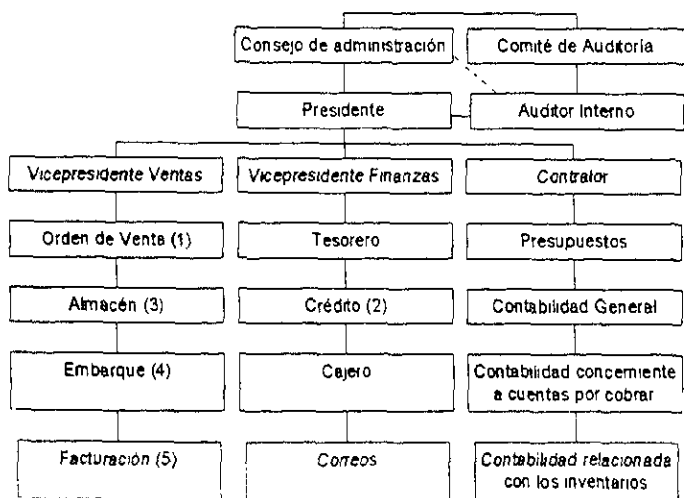 Consejo de administración
Comité de Auditoría
Presidente
Auditor Interno
Vicepresidente Ventas
Vicepresidente Finanzas
Contralor
Orden de Venta (1)
Tesorero
Presupuestos
Almacén (3)
Crédito (2)
Contabilidad General
Embarque (4)
Cajero
Contabilidad concerniente
a cuentas por cobrar
Facturación (5)
Correos
Contabilidad relacionada
con los inventarios